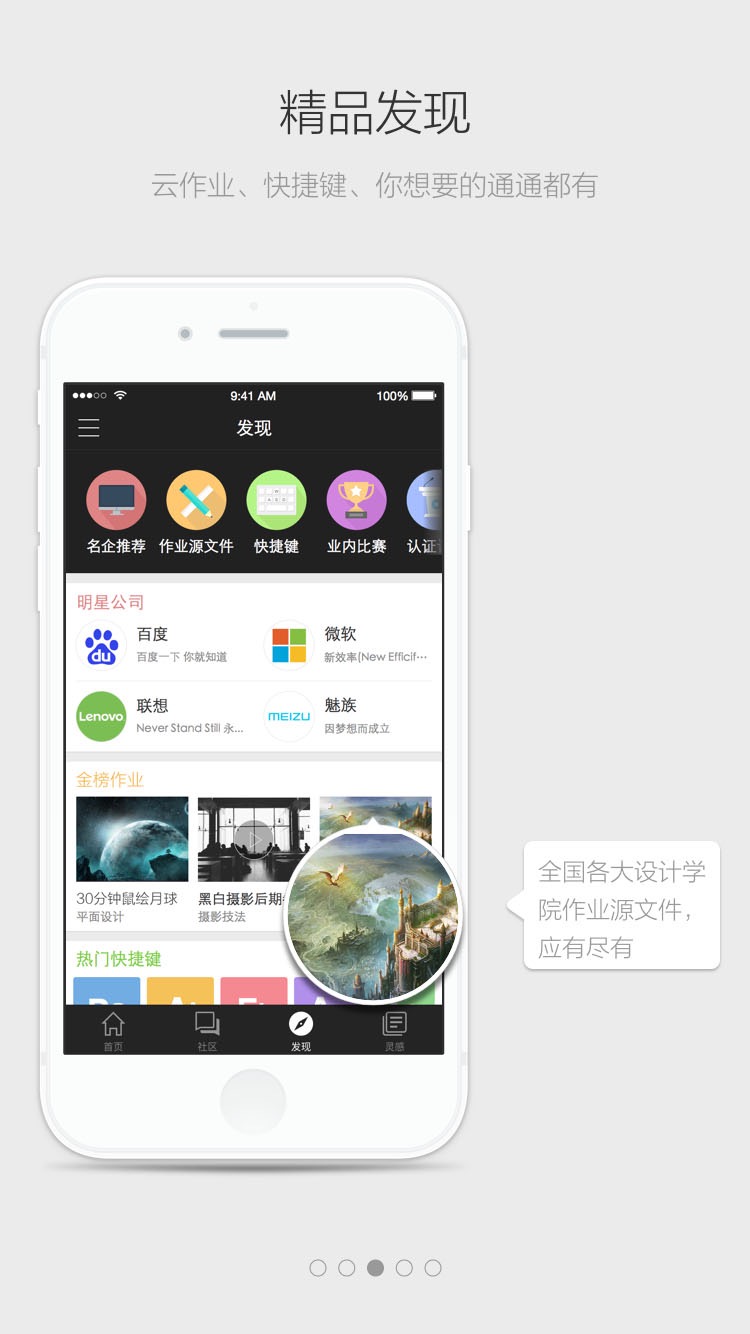 精品发现
云作业、快捷键、你想要的通通都有
9:41 AM
100%
发现
名企推荐
作业源文件
快捷键
业内比赛
认证
明星公司
百度
百度一下 你就知道
du
微软
新效率(New Efficif…
联想
Never Stand Still 永...
Lenovo
魅族
因梦想而成立
MEIZU
金榜作业
30分钟鼠绘月球
平面设计
黑白摄影后期
摄影技法
全国各大设计学
院作业源文件，
应有尽有
热门快捷键
首页
社区
发现
灵感